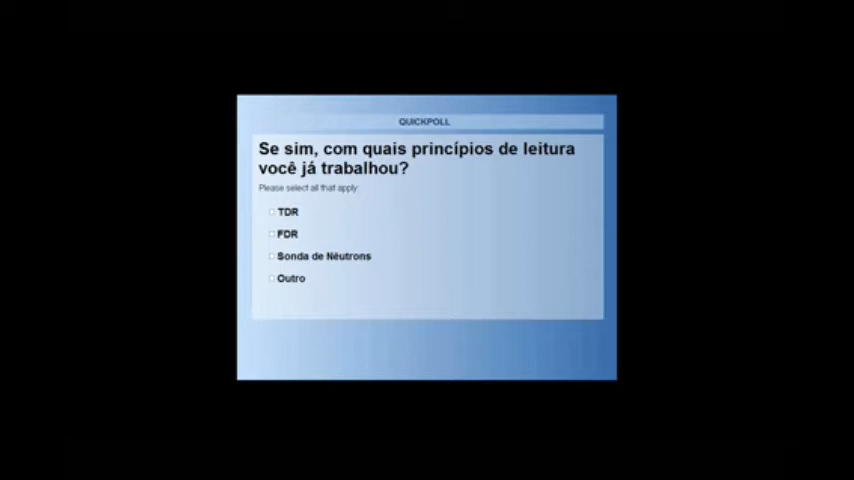 QUICKPOLL
Se sim, com quais princípios de leitura
você já trabalhou?
Please select all that apply:
TDR
FDR
Sonda de Nêutrons
Outro